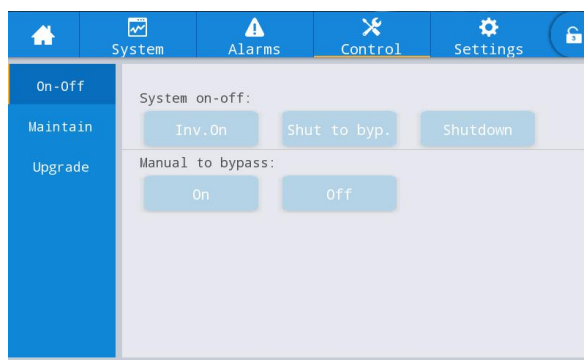 System Alarms Control Settings
3
On-Off
Maintain
Upgrade
System on-off:
Inv.On Shut to byp. Shutdown
Manual to bypass:
On Off